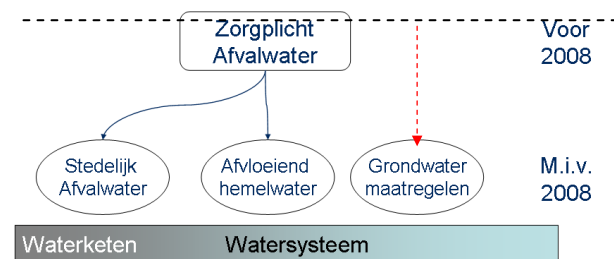 Zorgplicht
Afvalwater
Voor
2008
Stedelijk
Afvalwater
Afvloeiend
hemelwater
Grondwater
maatregelen
M.i.v.
2008
Waterketen
Watersysteem